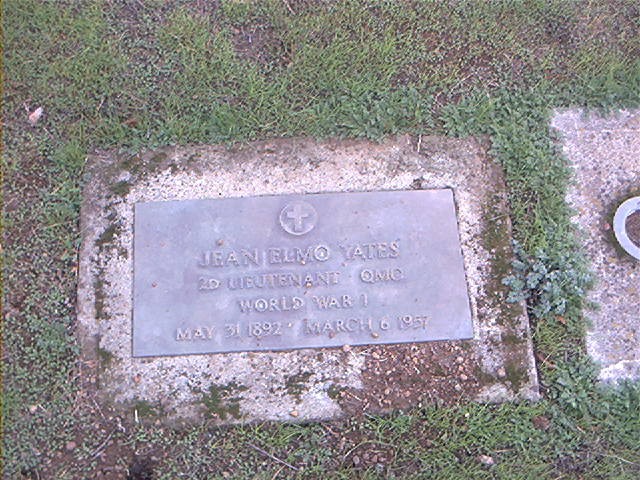 JEAN ELMO YATES
2D LIEUTENANT QMC
WORLD WAR I
MAY 31 1892 MARCH 6 1957